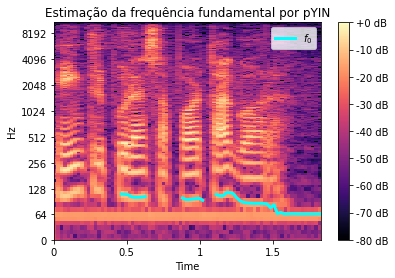 Estimação da frequência fundamental por pYIN
f0
8192
4096
2048
1024
512
256
128
64
0
Hz
0
0.5
1
1.5
Time
+0 dB
-10 dB
-20 dB
-30 dB
-40 dB
-50 dB
-60 dB
-70 dB
-80 dB